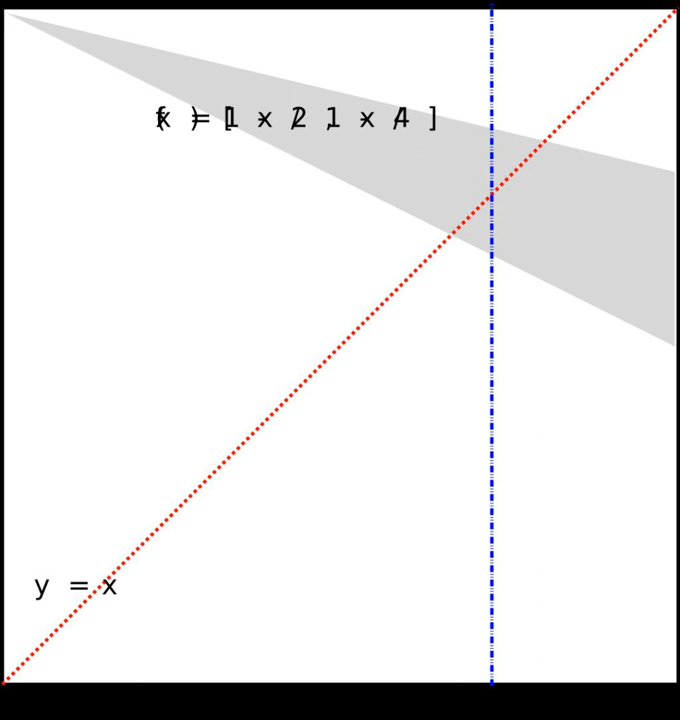 f(x) = [1 - x / 2 , 1 - x / 4 ]
y = x